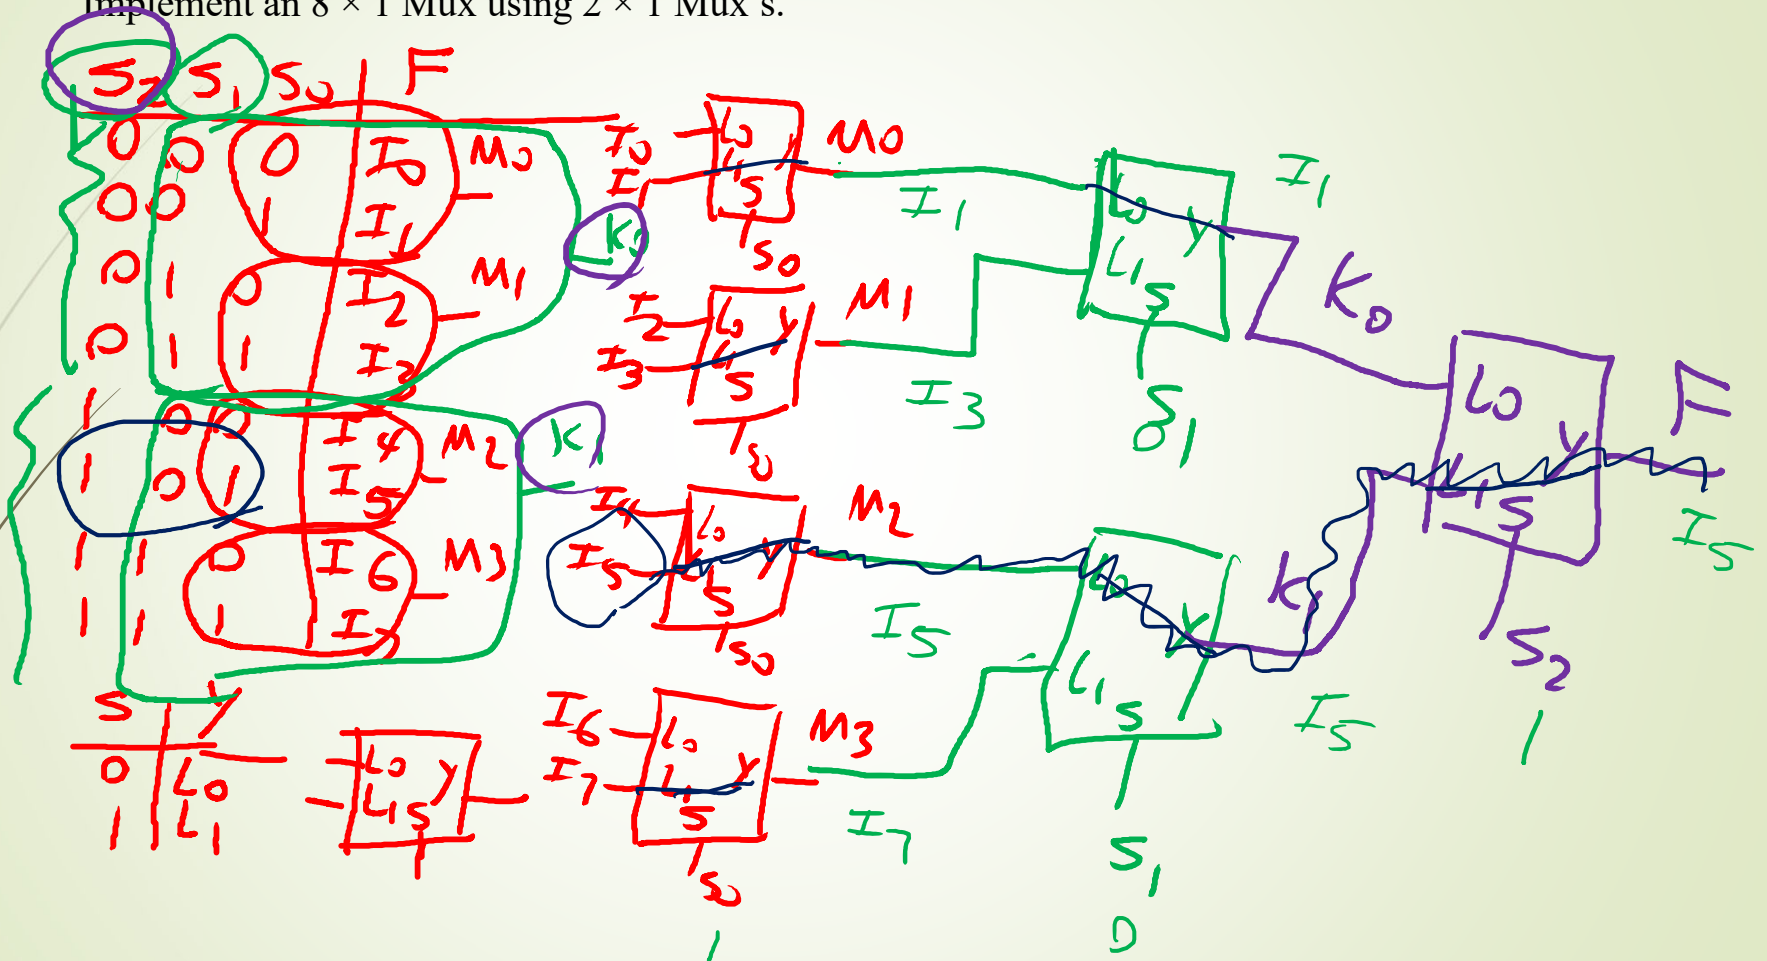 Implement an 8 × 1 Mux using 2 × 1 Mux's.
S2 S1 S0 F
0 0 0 I0 M0
0 0 1 I1
0 1 0 I2 M1
0 1 1 I3
K0
1 0 0 I4 M2
1 0 1 I5
1 1 0 I6 M3
1 1 1 I7
K1
S Y
0 L0
1 L1
L0 Y
L1 S
I0 L0 Y M0
I L1
S
S0
I2 L0 Y M1
I3 L1
S
S0
I4 L0 M2
I5 L1 Y
S
S0
I6 L0 M3
I7 L1 Y
S
S0
1
I1
I3
L0 Y I1
L1 S
S1
K0
I5
I7
L0 Y
L1 S
S1
0
K1
I5
L0 F
L1 Y
S
I5
S2
1